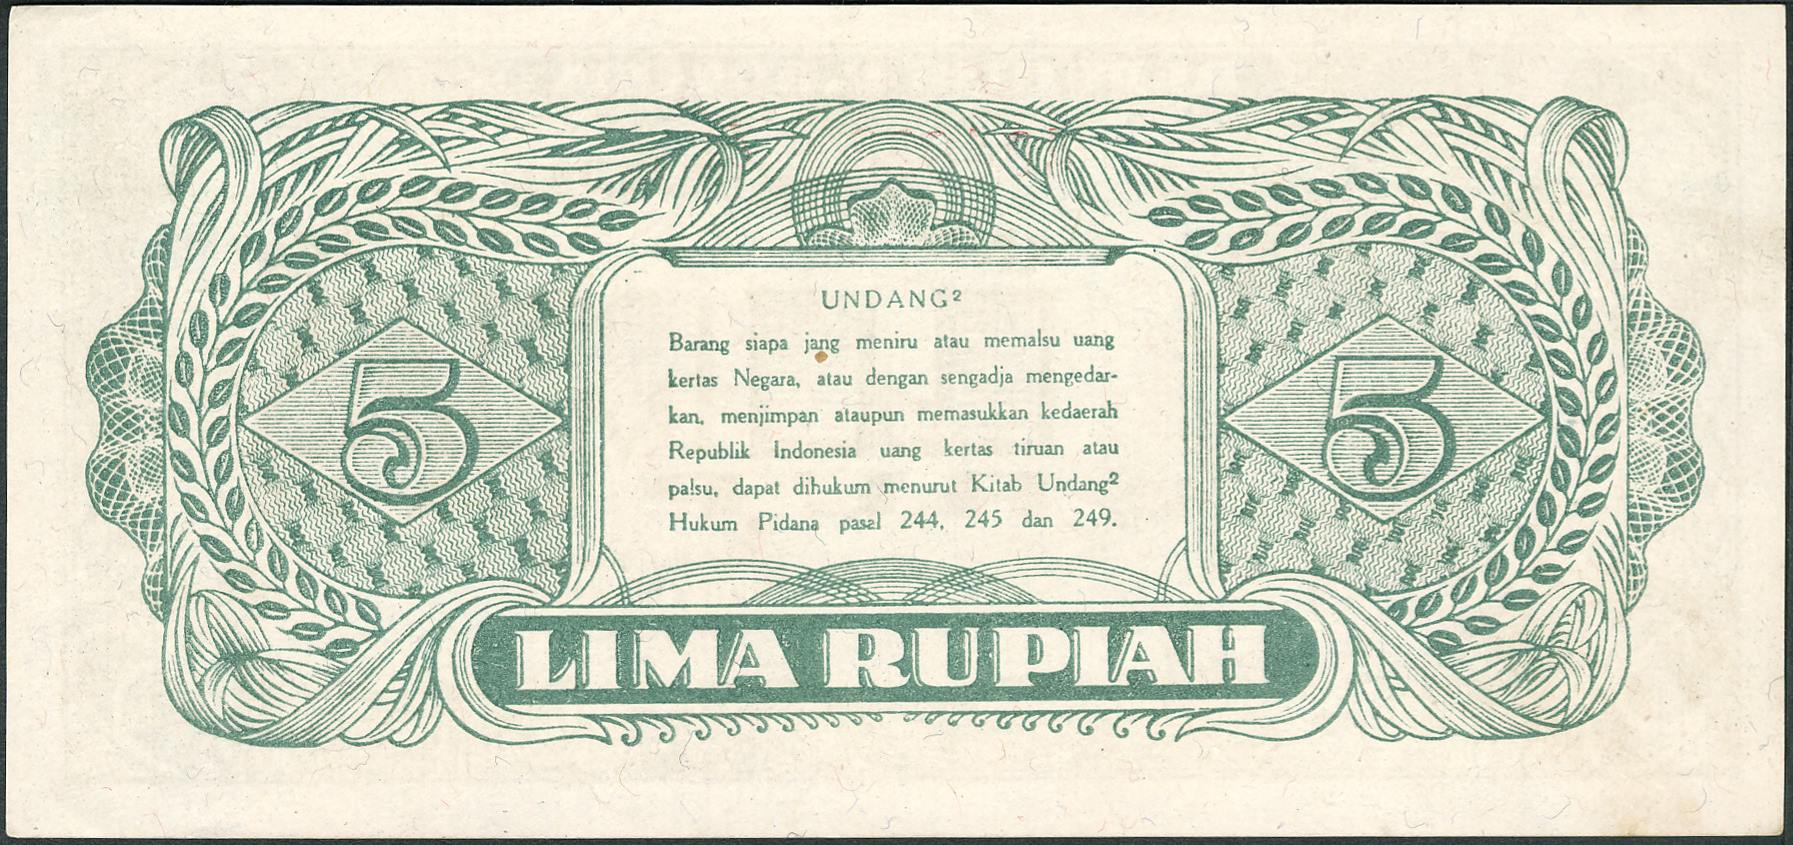 UNDANG²
Barang siapa jang meniru atau memalsu uang
kertas Negara, atau dengan sengadja mengedar-
kan, menjimpan ataupun memasukkan kedaerah
Republik Indonesia uang kertas tiruan atau
palsu, dapat dihukum menurut Kitab Undang²
Hukum Pidana pasal 244, 245 dan 249.
5
5
LIMA RUPIAH